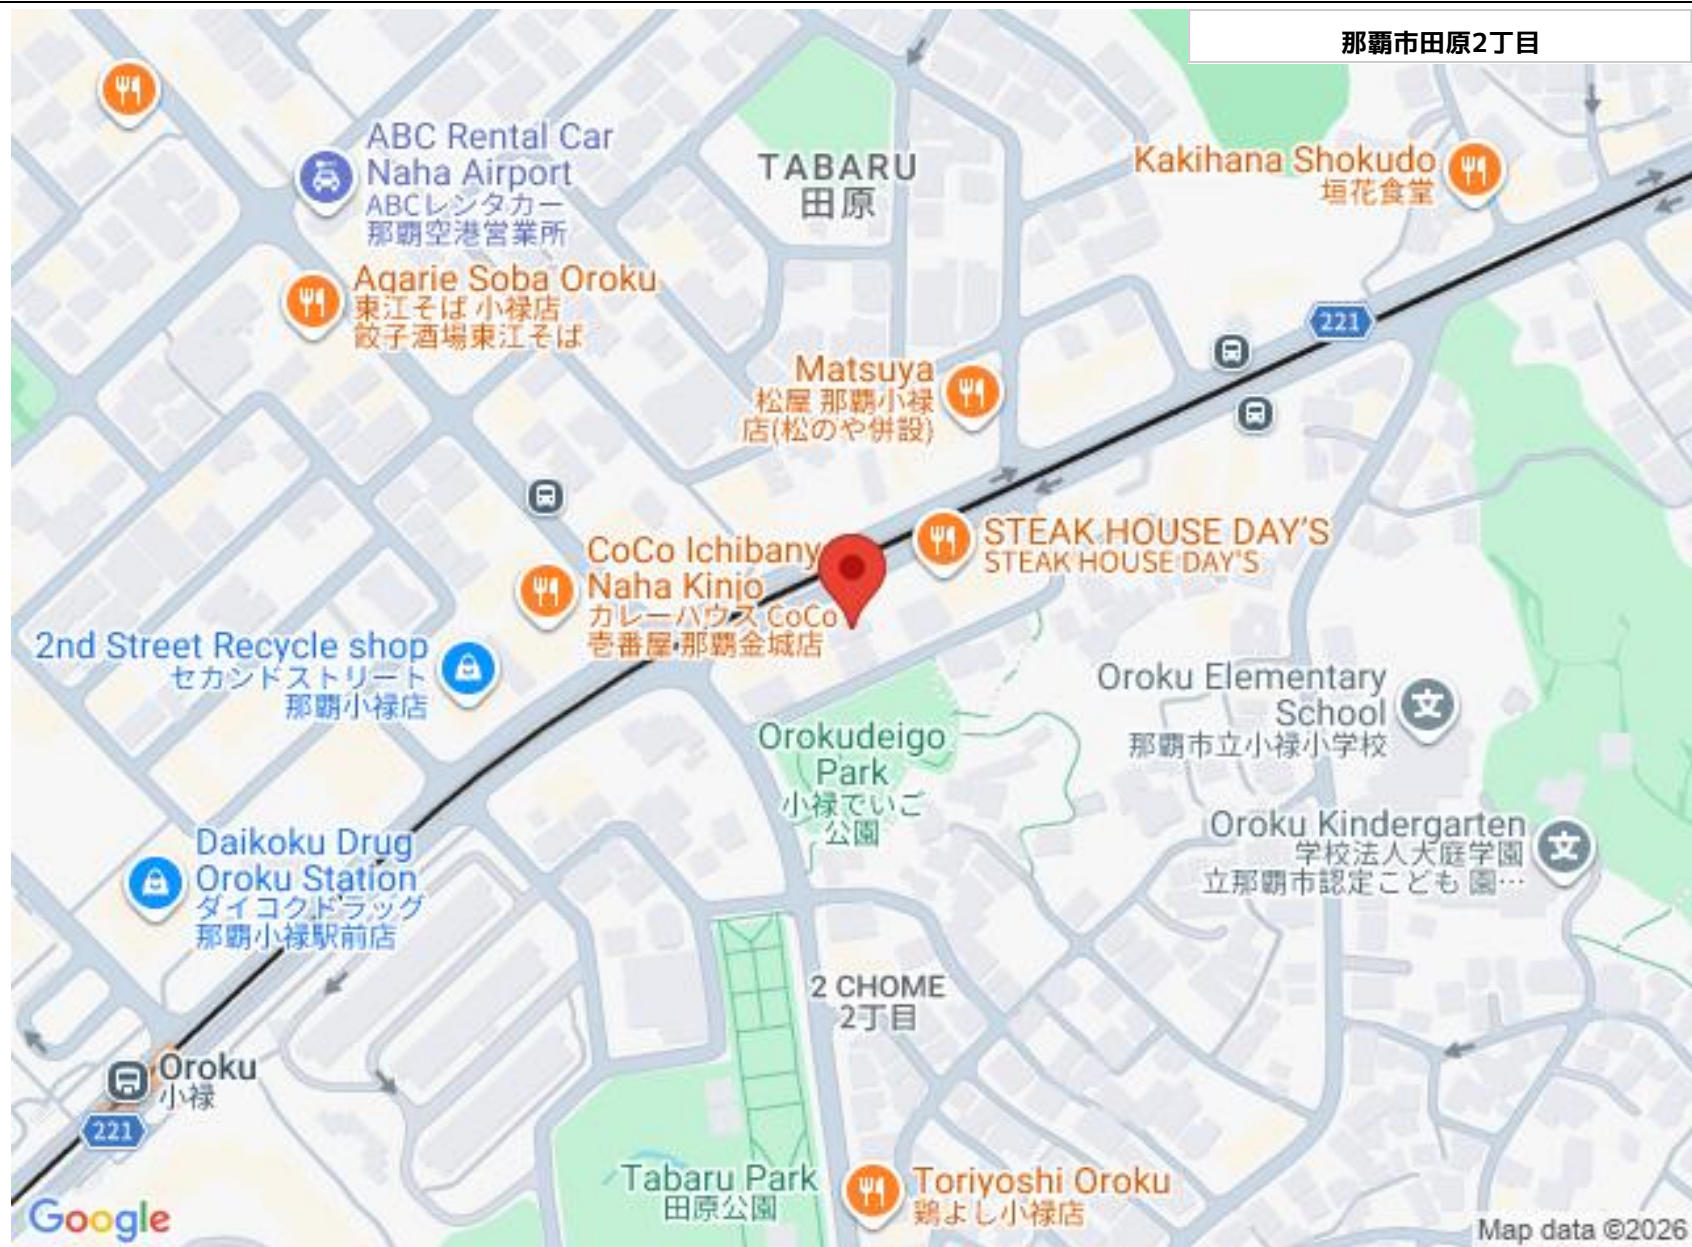 那覇市田原2丁目
ABC Rental Car
Naha Airport
ABCレンタカー
那覇空港営業所
TABARU
田原
Kakihana Shokudo
垣花食堂
Agarie Soba Oroku
東江そば 小禄店
餃子酒場東江そば
221
Matsuya
松屋 那覇小禄
店(松のや併設)
STEAK HOUSE DAY'S
STEAK HOUSE DAY'S
CoCo Ichibany
Naha Kinjo
カレーハウス CoCo
壱番屋 那覇金城店
2nd Street Recycle shop
セカンドストリート
那覇小禄店
Oroku Elementary
School
那覇市立小禄小学校
Orokudeigo
Park
小禄でいご
公園
Oroku Kindergarten
学校法人大庭学園
立那覇市認定こども園…
Daikoku Drug
Oroku Station
ダイコクドラッグ
那覇小禄駅前店
2 CHOME
2丁目
Oroku
小禄
221
Tabaru Park
田原公園
Toriyoshi Oroku
鶏よし小禄店
Google
Map data ©2026